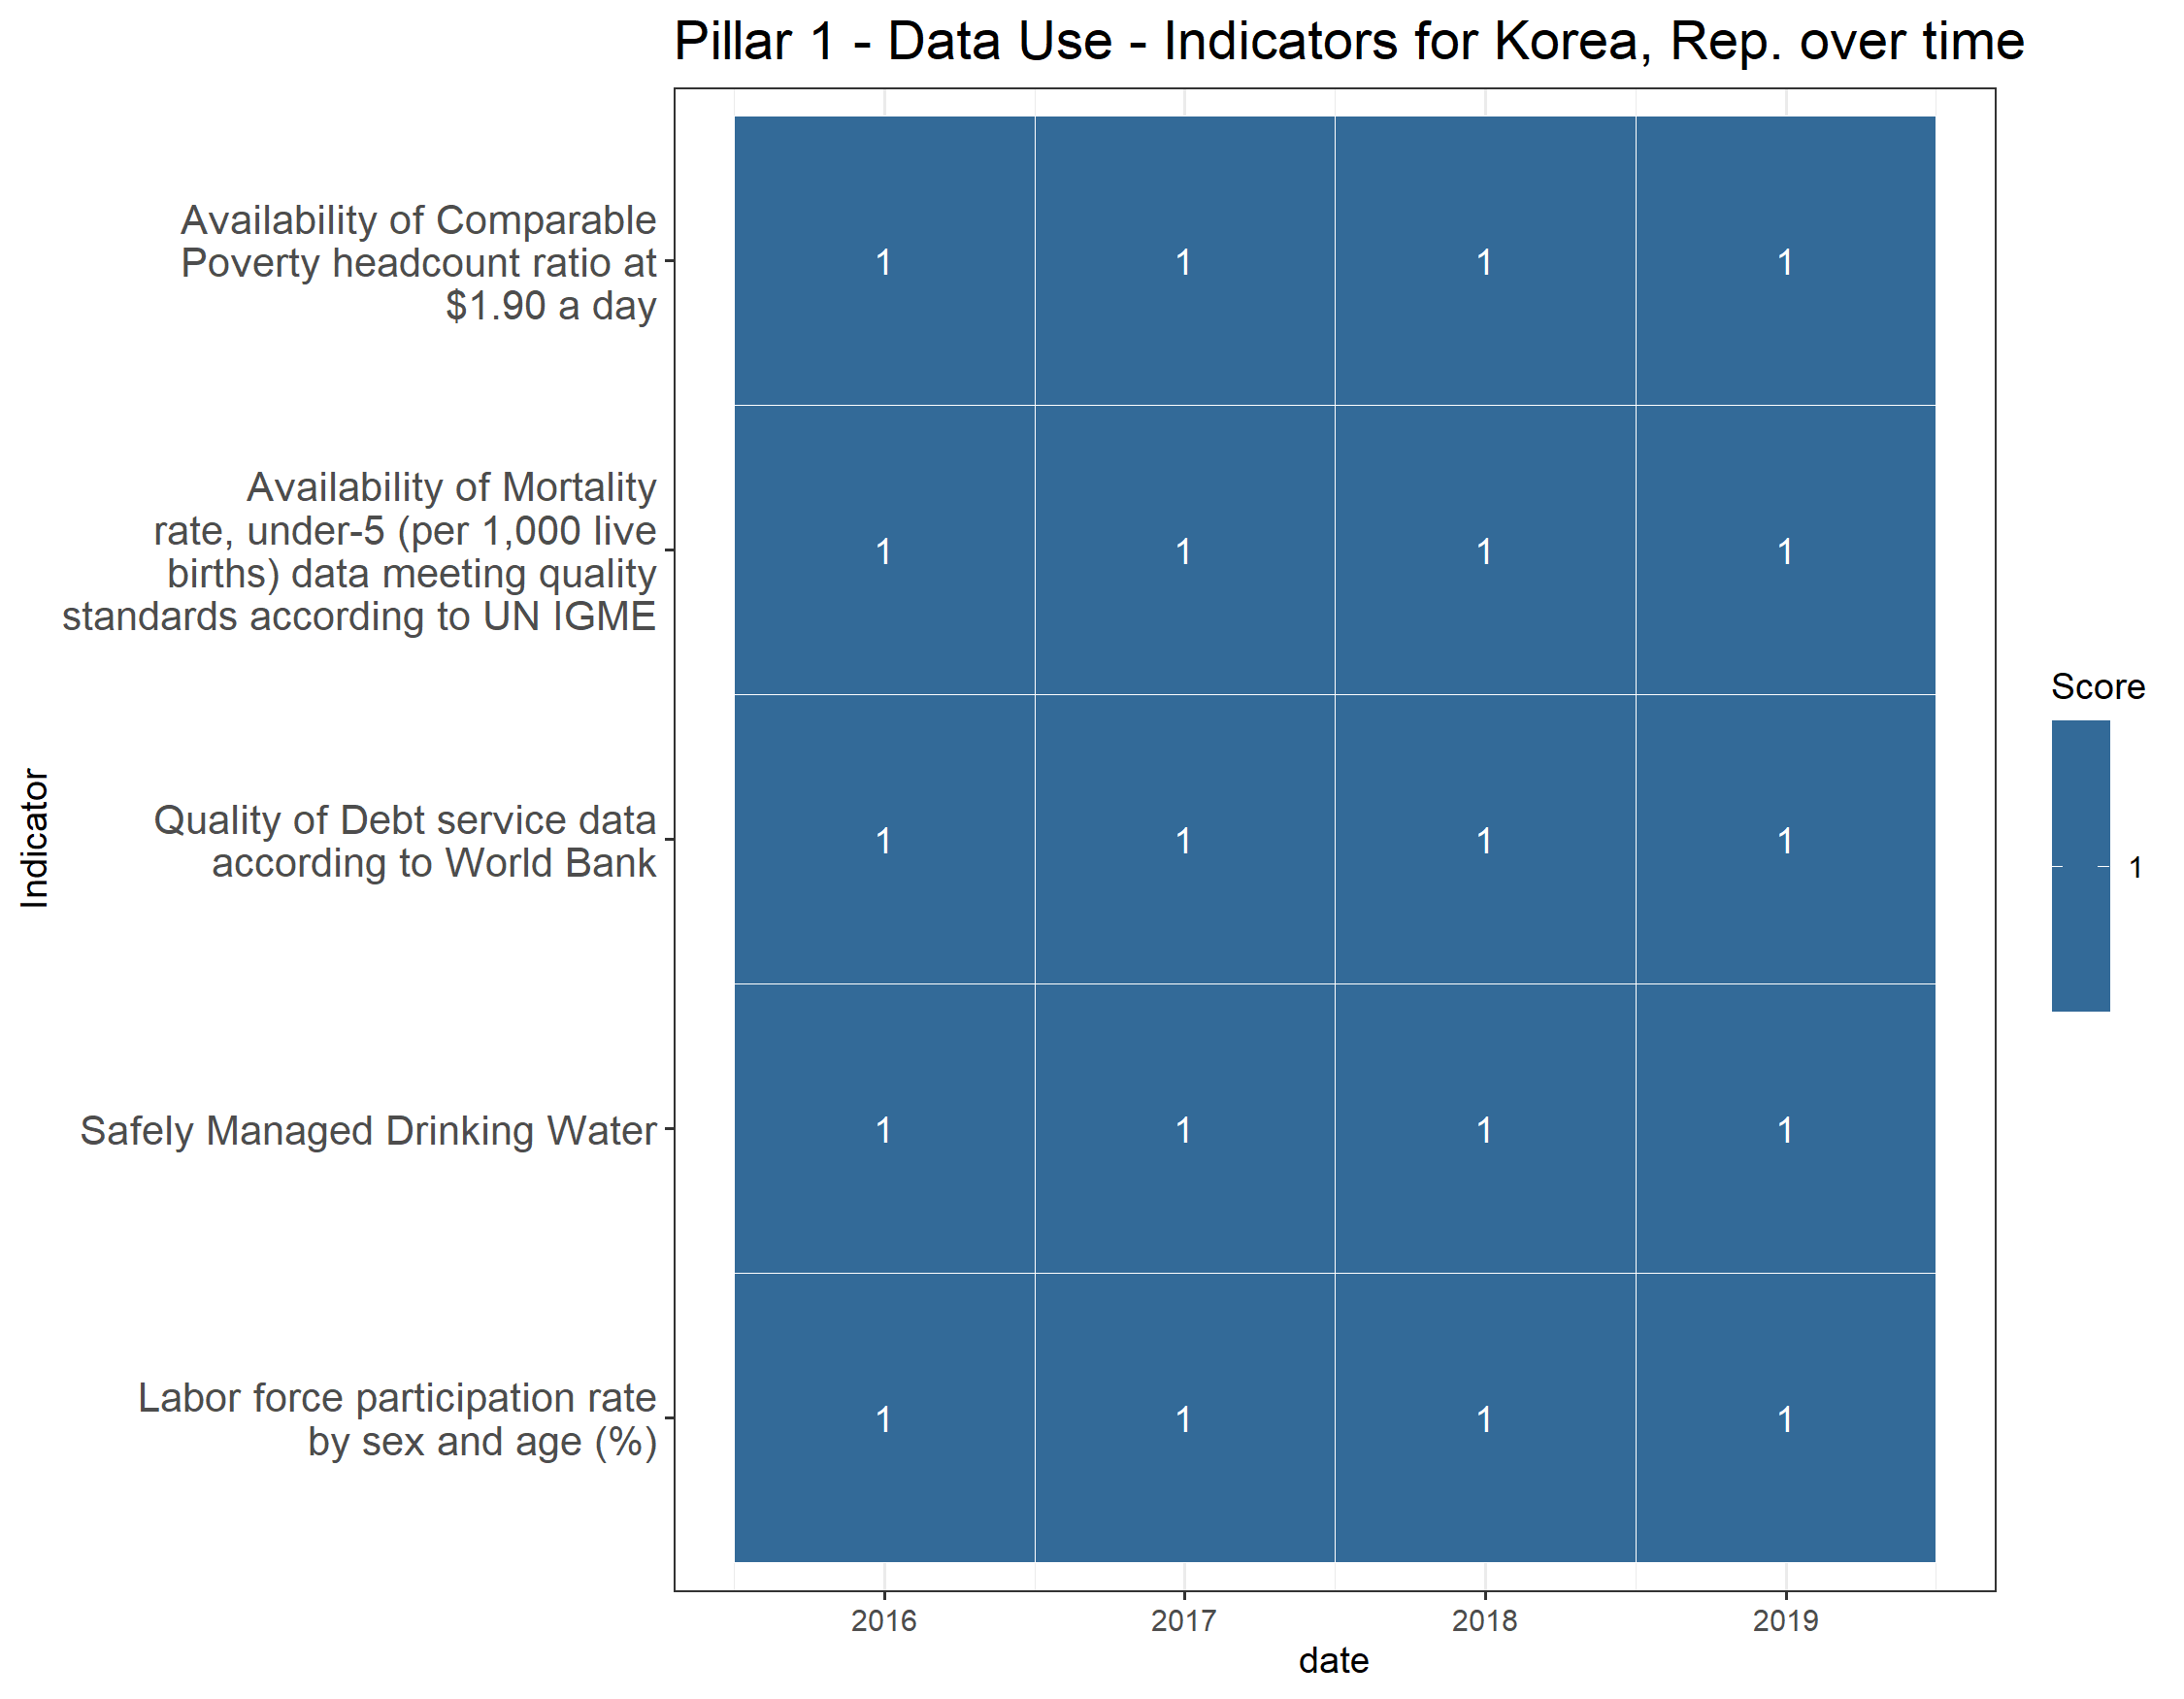 Pillar 1 - Data Use - Indicators for Korea, Rep. over time
Indicator
Availability of Comparable
Poverty headcount ratio at
$1.90 a day
1 1 1 1
Availability of Mortality
rate, under-5 (per 1,000 live
births) data meeting quality
standards according to UN IGME
1 1 1 1
Quality of Debt service data
according to World Bank
1 1 1 1
Safely Managed Drinking Water
1 1 1 1
Labor force participation rate
by sex and age (%)
1 1 1 1
2016 2017 2018 2019
date
Score
1